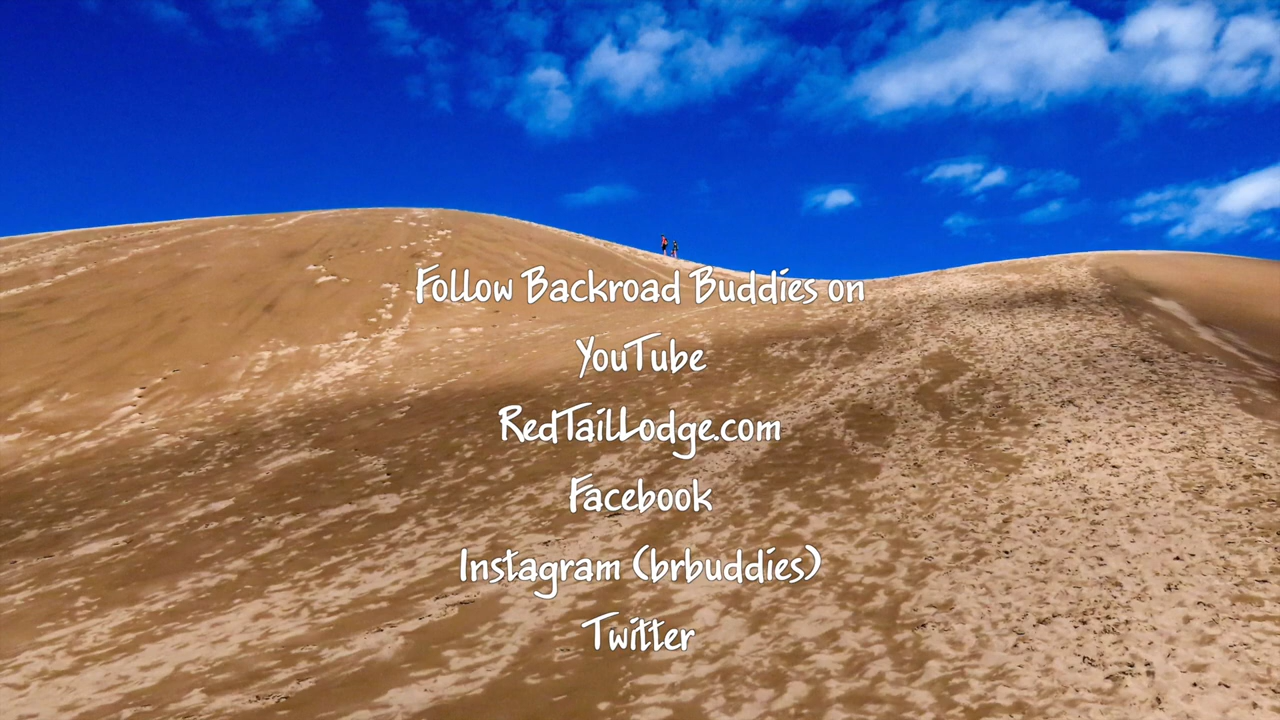 Follow Backroad Buddies on
YouTube
RedTailLodge.com
Facebook
Instagram (brbuddies)
Twitter